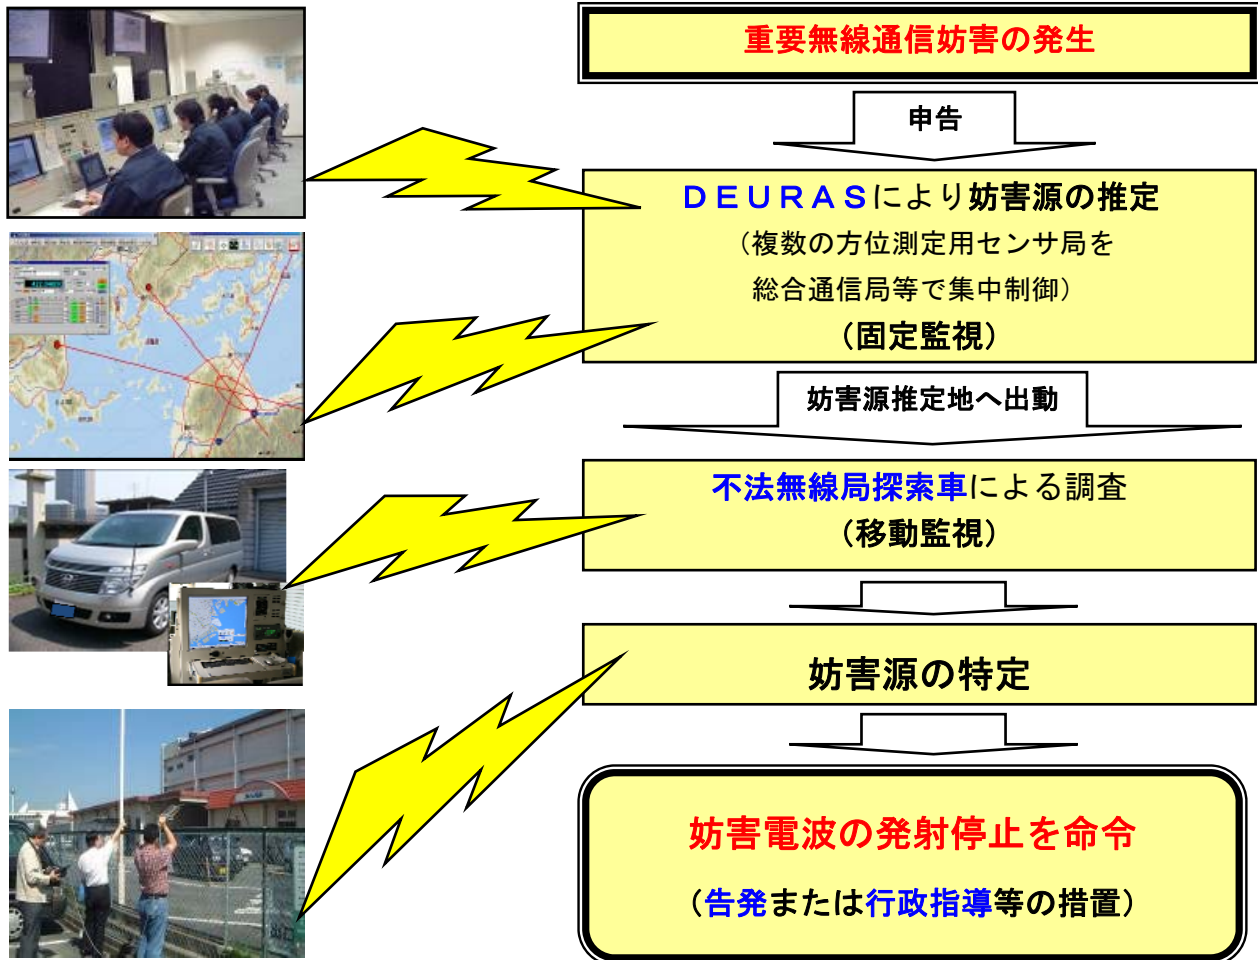 重要無線通信妨害の発生
申告
ＤＥＵＲＡＳにより妨害源の推定
（複数の方位測定用センサ局を
総合通信局等で集中制御）
（固定監視）
妨害源推定地へ出動
不法無線局探索車による調査
（移動監視）
妨害源の特定
妨害電波の発射停止を命令
（告発または行政指導等の措置）